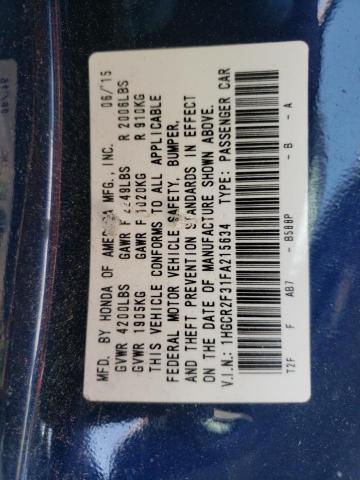 MFD. BY HONDA OF AMERICA MFG., INC. 06/15
GVWR 4200LBS GAWR F 2249LBS R 2006LBS
GVWR 1905KG GAWR F 1020KG R 910KG
THIS VEHICLE CONFORMS TO ALL APPLICABLE
FEDERAL MOTOR VEHICLE SAFETY, BUMPER,
AND THEFT PREVENTION STANDARDS IN EFFECT
ON THE DATE OF MANUFACTURE SHOWN ABOVE.
V.I.N.: 1HGCR2F31FA215634 TYPE: PASSENGER CAR
T2F F AB7 - B588P - B - A